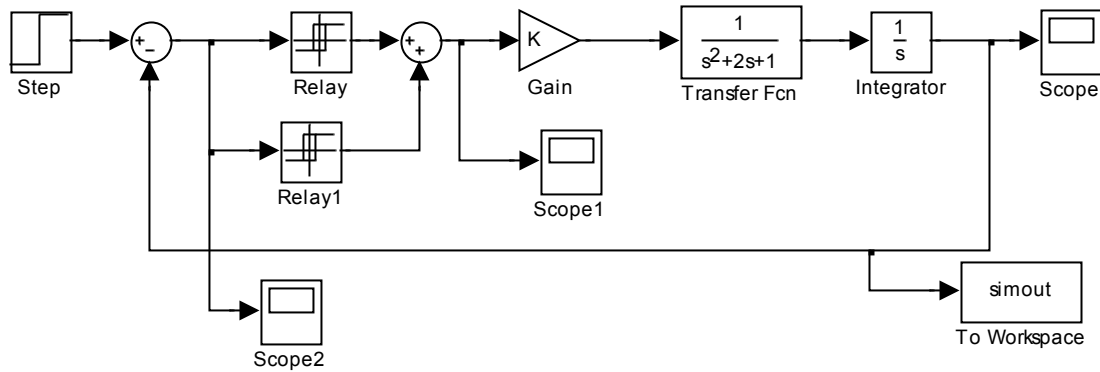 Step
+
−
Relay
+
+
K
Gain
1
s²+2s+1
Transfer Fcn
1
s
Integrator
Scope
Relay1
Scope1
Scope2
simout
To Workspace